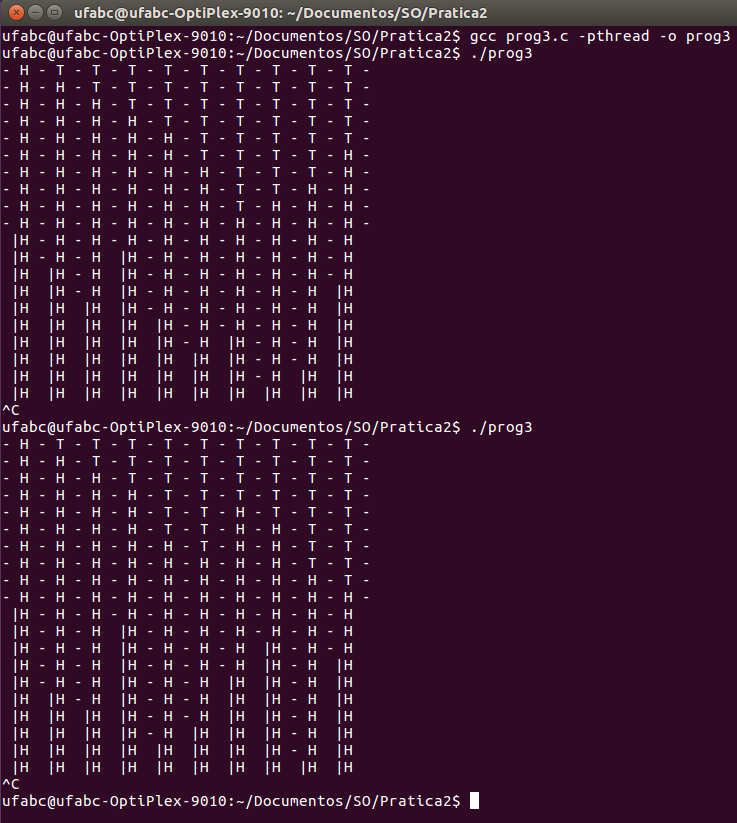 ufabc@ufabc-OptiPlex-9010: ~/Documentos/SO/Pratica2
ufabc@ufabc-OptiPlex-9010:~/Documentos/SO/Pratica2$ gcc prog3.c -pthread -o prog3
ufabc@ufabc-OptiPlex-9010:~/Documentos/SO/Pratica2$ ./prog3
- H - T - T - T - T - T - T - T - T - T -
- H - H - T - T - T - T - T - T - T - T -
- H - H - H - T - T - T - T - T - T - T -
- H - H - H - H - T - T - T - T - T - T -
- H - H - H - H - H - T - T - T - T - T -
- H - H - H - H - H - T - T - T - T - H -
- H - H - H - H - H - H - T - T - T - H -
- H - H - H - H - H - H - T - T - H - H -
- H - H - H - H - H - H - T - H - H - H -
- H - H - H - H - H - H - H - H - H - H -
 |H - H - H - H - H - H - H - H - H - H
 |H - H - H  |H - H - H - H - H - H - H
 |H  |H - H  |H - H - H - H - H - H - H
 |H  |H - H  |H - H - H - H - H - H  |H
 |H  |H  |H  |H - H - H - H - H - H  |H
 |H  |H  |H  |H  |H - H - H - H - H  |H
 |H  |H  |H  |H  |H - H  |H - H - H  |H
 |H  |H  |H  |H  |H  |H  |H - H - H  |H
 |H  |H  |H  |H  |H  |H  |H - H  |H  |H
 |H  |H  |H  |H  |H  |H  |H  |H  |H  |H
^C
ufabc@ufabc-OptiPlex-9010:~/Documentos/SO/Pratica2$ ./prog3
- H - T - T - T - T - T - T - T - T - T -
- H - H - T - T - T - T - T - T - T - T -
- H - H - H - T - T - T - T - T - T - T -
- H - H - H - H - T - T - T - T - T - T -
- H - H - H - H - T - T - H - T - T - T -
- H - H - H - H - T - T - H - H - T - T -
- H - H - H - H - H - T - H - H - T - T -
- H - H - H - H - H - H - H - H - T - T -
- H - H - H - H - H - H - H - H - H - T -
- H - H - H - H - H - H - H - H - H - H -
 |H - H - H - H - H - H - H - H - H - H
 |H - H - H  |H - H - H - H - H - H - H
 |H - H - H  |H - H - H - H  |H - H - H
 |H - H - H  |H - H - H - H  |H - H  |H
 |H - H - H  |H - H - H  |H  |H - H  |H
 |H  |H - H  |H - H - H  |H  |H - H  |H
 |H  |H  |H  |H - H - H  |H  |H - H  |H
 |H  |H  |H  |H - H  |H  |H  |H - H  |H
 |H  |H  |H  |H  |H  |H  |H  |H - H  |H
 |H  |H  |H  |H  |H  |H  |H  |H  |H  |H
^C
ufabc@ufabc-OptiPlex-9010:~/Documentos/SO/Pratica2$